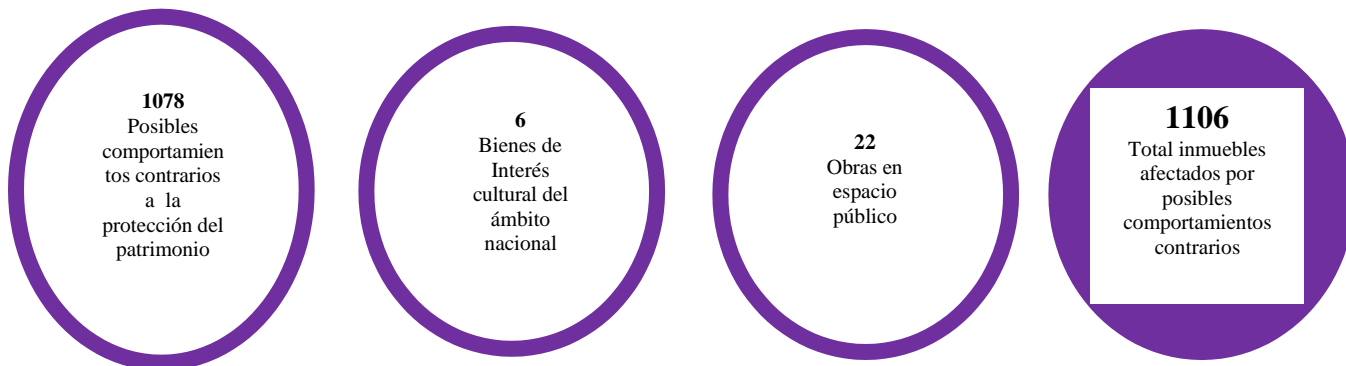 1078
Posibles
comportamien
tos contrarios
a la
protección del
patrimonio
6
Bienes de
Interés
cultural del
ámbito
nacional
22
Obras en
espacio
público
1106
Total inmuebles
afectados por
posibles
comportamientos
contrarios